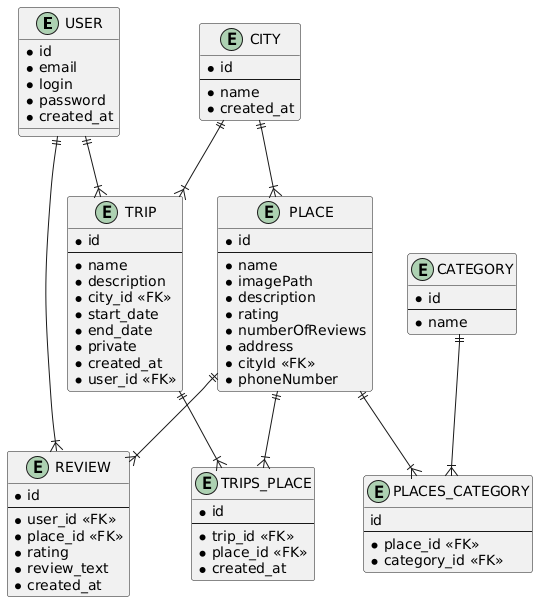 E USER
* id
* email
* login
* password
* created_at
E CITY
* id
* name
* created_at
E TRIP
* id
* name
* description
* city_id «FK»
* start_date
* end_date
* private
* created_at
* user_id «FK»
E PLACE
* id
* name
* imagePath
* description
* rating
* numberOfReviews
* address
* cityId «FK»
* phoneNumber
E CATEGORY
* id
* name
E REVIEW
* id
* user_id «FK»
* place_id «FK»
* rating
* review_text
* created_at
E TRIPS_PLACE
* id
* trip_id «FK»
* place_id «FK»
* created_at
E PLACES_CATEGORY
id
* place_id «FK»
* category_id «FK»